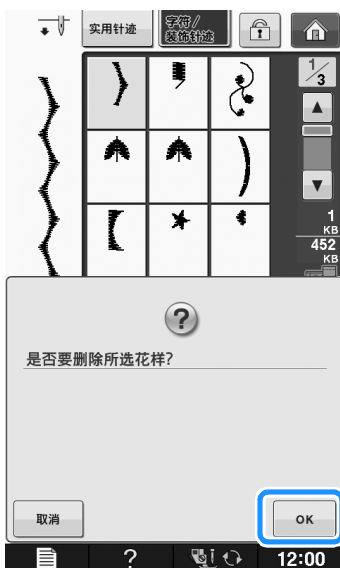 实用针迹
字符/
装饰针迹
1/3
1
KB
452
KB
?
是否要删除所选花样?
取消
OK
?
12:00